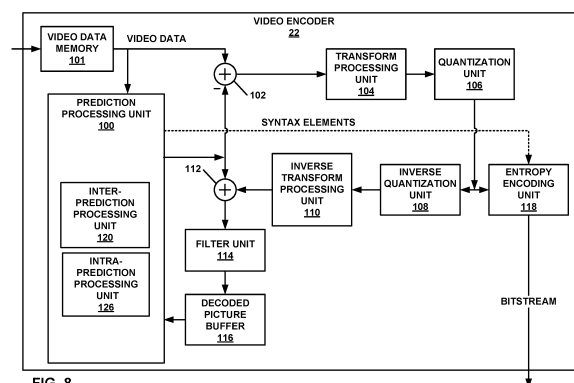 VIDEO ENCODER
22
VIDEO DATA
MEMORY
101
VIDEO DATA
–
102
TRANSFORM
PROCESSING
UNIT
104
QUANTIZATION
UNIT
106
PREDICTION
PROCESSING UNIT
100
SYNTAX ELEMENTS
112
INVERSE
TRANSFORM
PROCESSING
UNIT
110
INVERSE
QUANTIZATION
UNIT
108
ENTROPY
ENCODING
UNIT
118
INTER-
PREDICTION
PROCESSING
UNIT
120
FILTER UNIT
114
INTRA-
PREDICTION
PROCESSING
UNIT
126
DECODED
PICTURE
BUFFER
116
BITSTREAM
FIG. 8